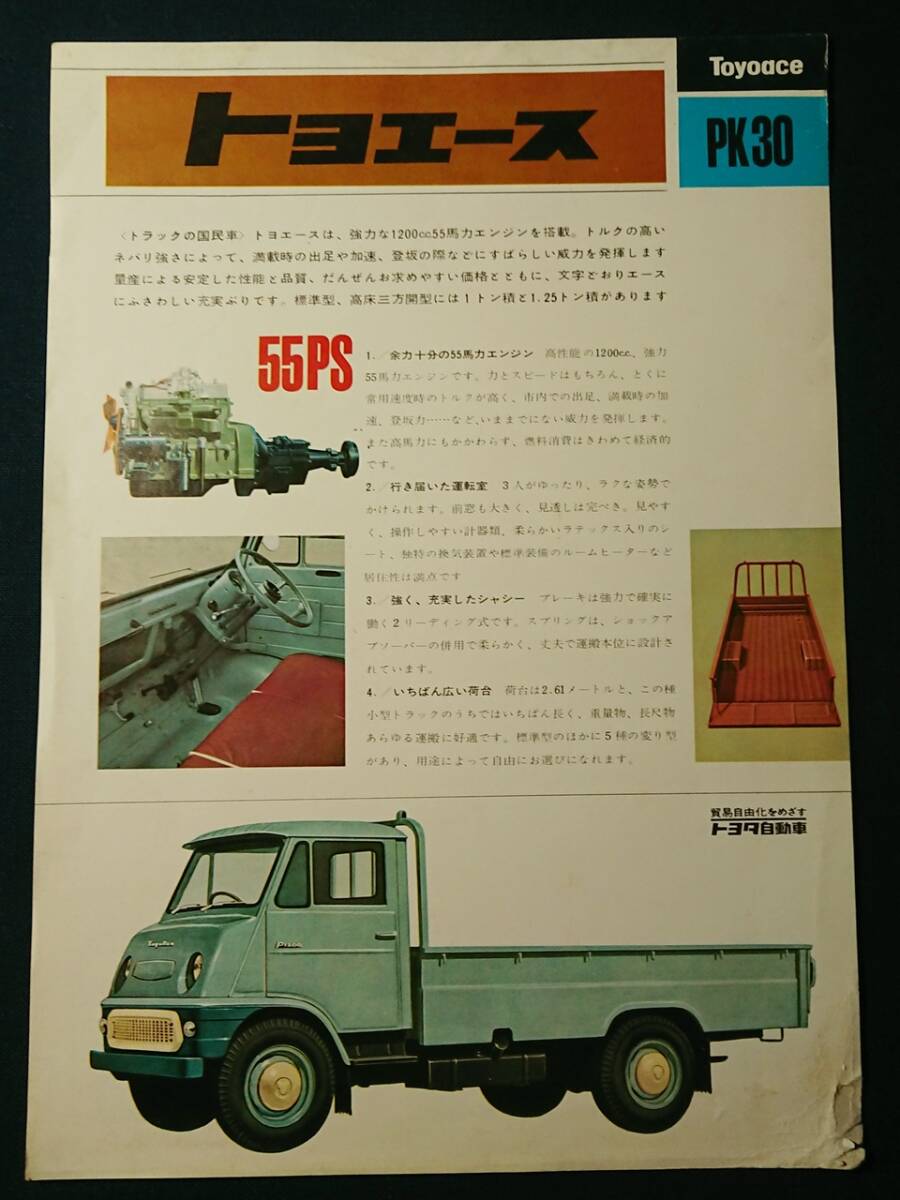 Toyoace
トヨエース
PK30
〈トラックの国民車〉トヨエースは、強力な1200c.c.55馬力エンジンを搭載。トルクの高い
ネバリ強さによって、満載時の出足や加速、登坂の際などにすばらしい威力を発揮します
量産による安定した性能と品質、だんぜんお求めやすい価格とともに、文字どおりエース
にふさわしい充実ぶりです。標準型、高床三方開型には1トン積と1.25トン積があります
55PS
1.／余力十分の55馬力エンジン 高性能の1200c.c.、強力
55馬力エンジンです。力とスピードはもちろん、とくに
常用速度時のトルクが高く、市内での出足、満載時の加
速、登坂力……など、いままでにない威力を発揮します。
また高馬力にもかかわらず、燃料消費はきわめて経済的
です。
2.／行き届いた運転室 3人がゆったり、ラクな姿勢で
かけられます。前窓も大きく、見透しは完ぺき。見やす
く、操作しやすい計器類、柔らかいラテックス入りのシ
ート、独特の換気装置や標準装備のルームヒーターなど
居住性は満点です
3.／強く、充実したシャシー ブレーキは強力で確実に
働く2リーディング式です。スプリングは、ショックア
ブソーバーの併用で柔らかく、丈夫で運搬本位に設計さ
れています。
4.／いちばん広い荷台 荷台は2.61メートルと、この種
小型トラックのうちではいちばん長く、重量物、長尺物
あらゆる運搬に好適です。標準型のほかに5種の変り型
があり、用途によって自由にお選びになれます。
貿易自由化をめざす
トヨタ自動車
ToyoAce